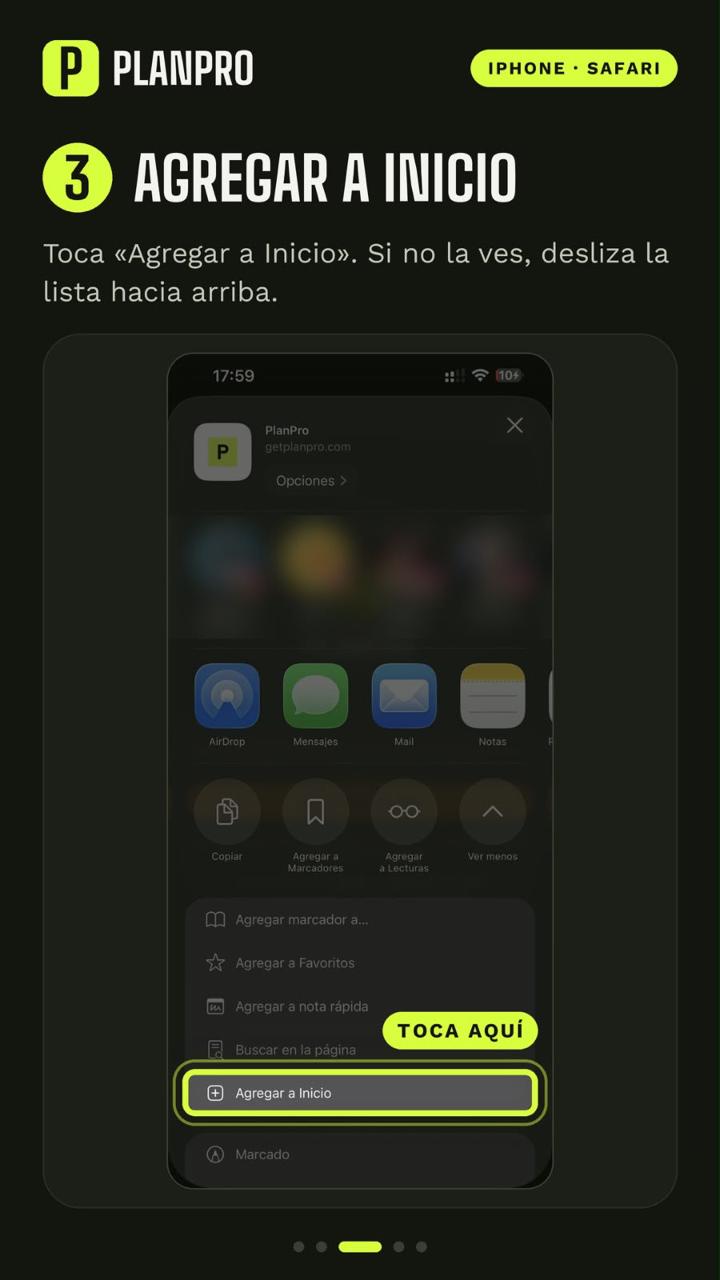 P PLANPRO
IPHONE · SAFARI
3 AGREGAR A INICIO
Toca «Agregar a Inicio». Si no la ves, desliza la
lista hacia arriba.
17:59
10
PlanPro
getplanpro.com
P
Opciones >
AirDrop
Mensajes
Mail
Notas
Copiar
Agregar a
Marcadores
Agregar
a Lecturas
Ver menos
Agregar marcador a...
Agregar a Favoritos
Agregar a nota rápida
TOCA AQUÍ
Buscar en la página
Agregar a Inicio
Marcado